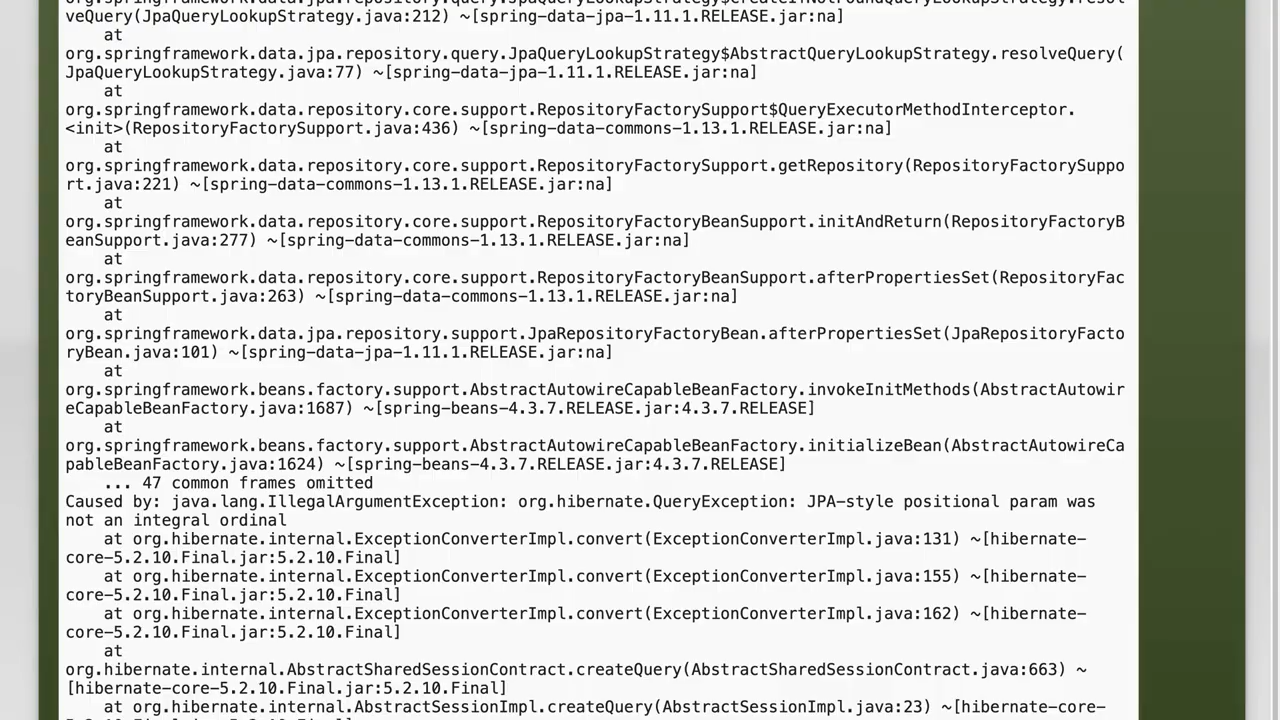 veQuery(JpaQueryLookupStrategy.java:212) ~[spring-data-jpa-1.11.1.RELEASE.jar:na]
at
org.springframework.data.jpa.repository.query.JpaQueryLookupStrategy$AbstractQueryLookupStrategy.resolveQuery(
JpaQueryLookupStrategy.java:77) ~[spring-data-jpa-1.11.1.RELEASE.jar:na]
at
org.springframework.data.repository.core.support.RepositoryFactorySupport$QueryExecutorMethodInterceptor.
<init>(RepositoryFactorySupport.java:436) ~[spring-data-commons-1.13.1.RELEASE.jar:na]
at
org.springframework.data.repository.core.support.RepositoryFactorySupport.getRepository(RepositoryFactorySuppo
rt.java:221) ~[spring-data-commons-1.13.1.RELEASE.jar:na]
at
org.springframework.data.repository.core.support.RepositoryFactoryBeanSupport.initAndReturn(RepositoryFactoryB
eanSupport.java:277) ~[spring-data-commons-1.13.1.RELEASE.jar:na]
at
org.springframework.data.repository.core.support.RepositoryFactoryBeanSupport.afterPropertiesSet(RepositoryFac
toryBeanSupport.java:263) ~[spring-data-commons-1.13.1.RELEASE.jar:na]
at
org.springframework.data.jpa.repository.support.JpaRepositoryFactoryBean.afterPropertiesSet(JpaRepositoryFacto
ryBean.java:101) ~[spring-data-jpa-1.11.1.RELEASE.jar:na]
at
org.springframework.beans.factory.support.AbstractAutowireCapableBeanFactory.invokeInitMethods(AbstractAutowir
eCapableBeanFactory.java:1687) ~[spring-beans-4.3.7.RELEASE.jar:4.3.7.RELEASE]
at
org.springframework.beans.factory.support.AbstractAutowireCapableBeanFactory.initializeBean(AbstractAutowireCa
pableBeanFactory.java:1624) ~[spring-beans-4.3.7.RELEASE.jar:4.3.7.RELEASE]
... 47 common frames omitted
Caused by: java.lang.IllegalArgumentException: org.hibernate.QueryException: JPA-style positional param was
not an integral ordinal
at org.hibernate.internal.ExceptionConverterImpl.convert(ExceptionConverterImpl.java:131) ~[hibernate-
core-5.2.10.Final.jar:5.2.10.Final]
at org.hibernate.internal.ExceptionConverterImpl.convert(ExceptionConverterImpl.java:155) ~[hibernate-
core-5.2.10.Final.jar:5.2.10.Final]
at org.hibernate.internal.ExceptionConverterImpl.convert(ExceptionConverterImpl.java:162) ~[hibernate-
core-5.2.10.Final.jar:5.2.10.Final]
at
org.hibernate.internal.AbstractSharedSessionContract.createQuery(AbstractSharedSessionContract.java:663) ~
[hibernate-core-5.2.10.Final.jar:5.2.10.Final]
at org.hibernate.internal.AbstractSessionImpl.createQuery(AbstractSessionImpl.java:23) ~[hibernate-core-